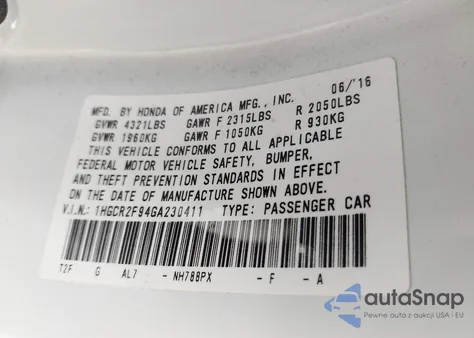 MFD. BY HONDA OF AMERICA MFG., INC. 06/'16
GVWR 4321LBS GAWR F 2315LBS R 2050LBS
GVWR 1960KG GAWR F 1050KG R 930KG
THIS VEHICLE CONFORMS TO ALL APPLICABLE
FEDERAL MOTOR VEHICLE SAFETY, BUMPER,
AND THEFT PREVENTION STANDARDS IN EFFECT
ON THE DATE OF MANUFACTURE SHOWN ABOVE.
V.I.N.: 1HGCR2F94GA230411 TYPE: PASSENGER CAR
T2F G AL7 - NH788PX - F - A
autoSnap
Pewne auta z aukcji USA i EU